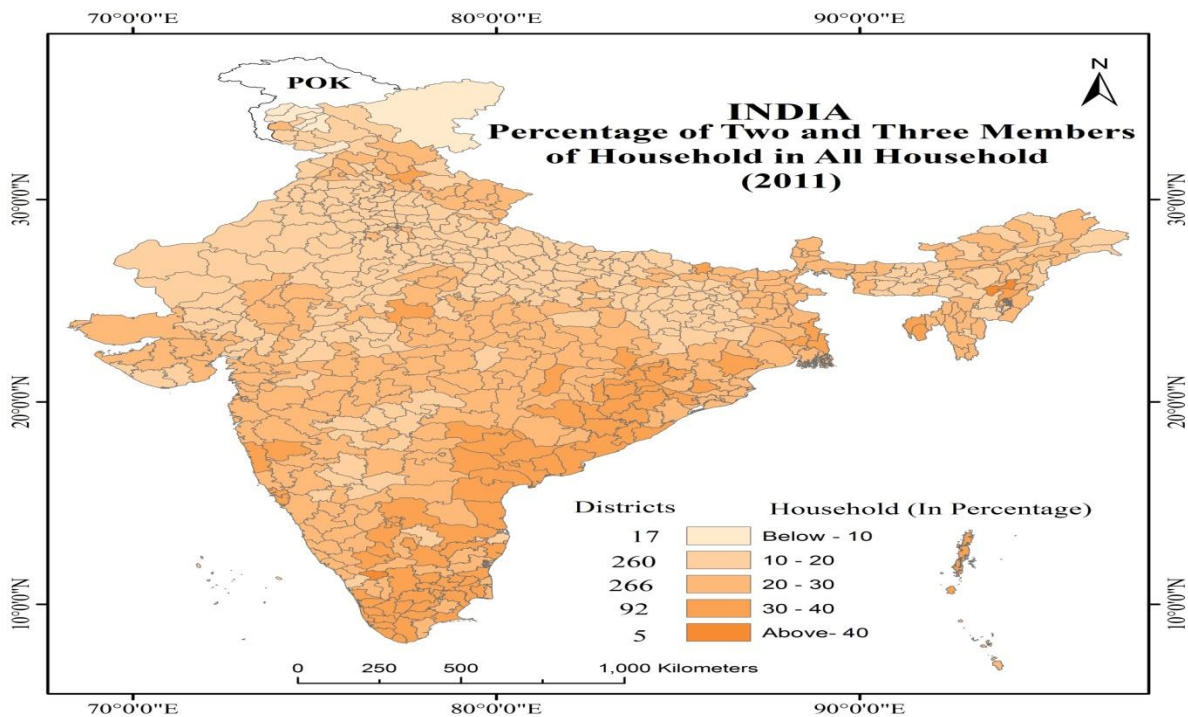 70°0'0"E 80°0'0"E 90°0'0"E
POK
N
INDIA
Percentage of Two and Three Members
of Household in All Household
(2011)
30°0'0"N 30°0'0"N
20°0'0"N 20°0'0"N
10°0'0"N 10°0'0"N
Districts Household (In Percentage)
17 Below - 10
260 10 - 20
266 20 - 30
92 30 - 40
5 Above- 40
0 250 500 1,000 Kilometers
70°0'0"E 80°0'0"E 90°0'0"E